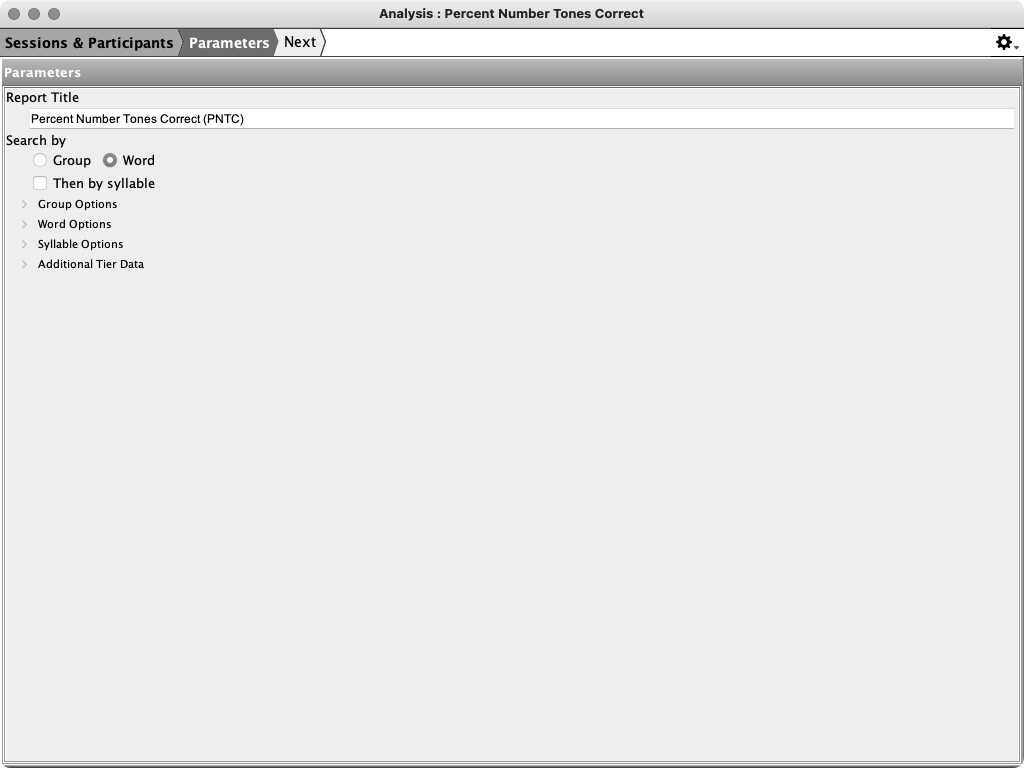 Analysis : Percent Number Tones Correct
Sessions & Participants Parameters Next
Parameters
Report Title
Percent Number Tones Correct (PNTC)
Search by
Group Word
Then by syllable
Group Options
Word Options
Syllable Options
Additional Tier Data